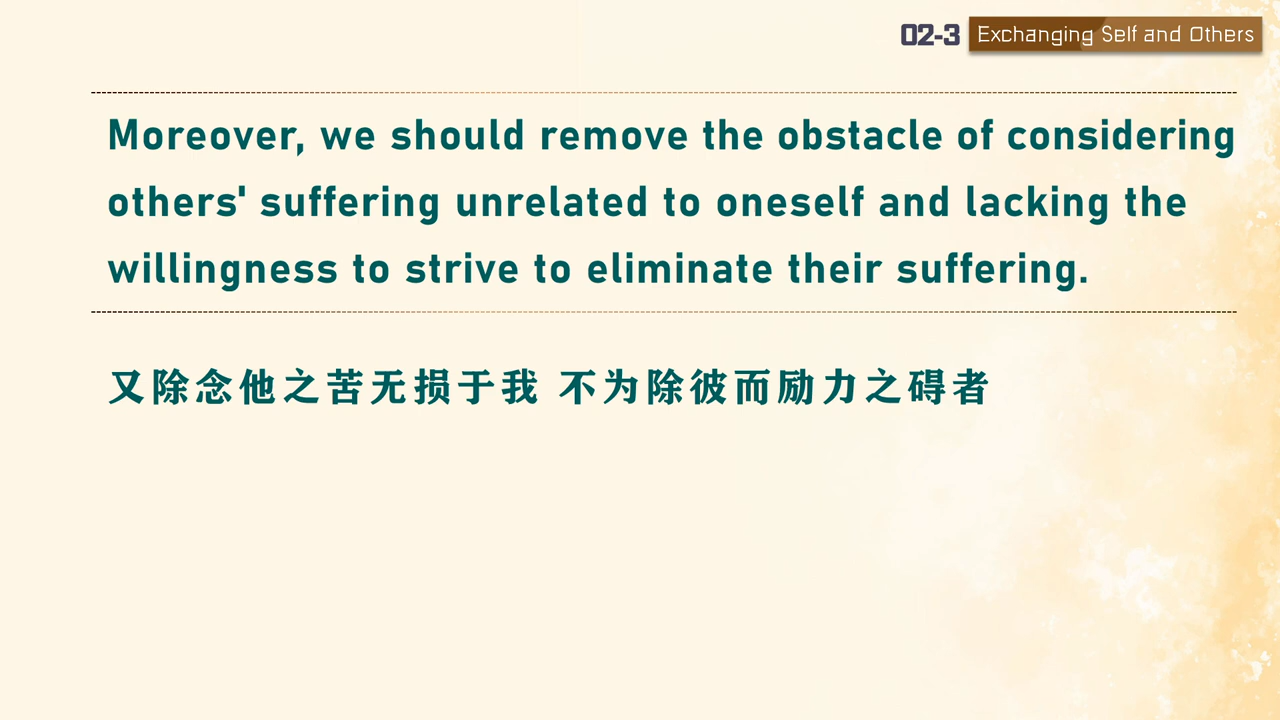 02-3 Exchanging Self and Others
Moreover, we should remove the obstacle of considering
others' suffering unrelated to oneself and lacking the
willingness to strive to eliminate their suffering.
又除念他之苦无损于我 不为除彼而励力之碍者